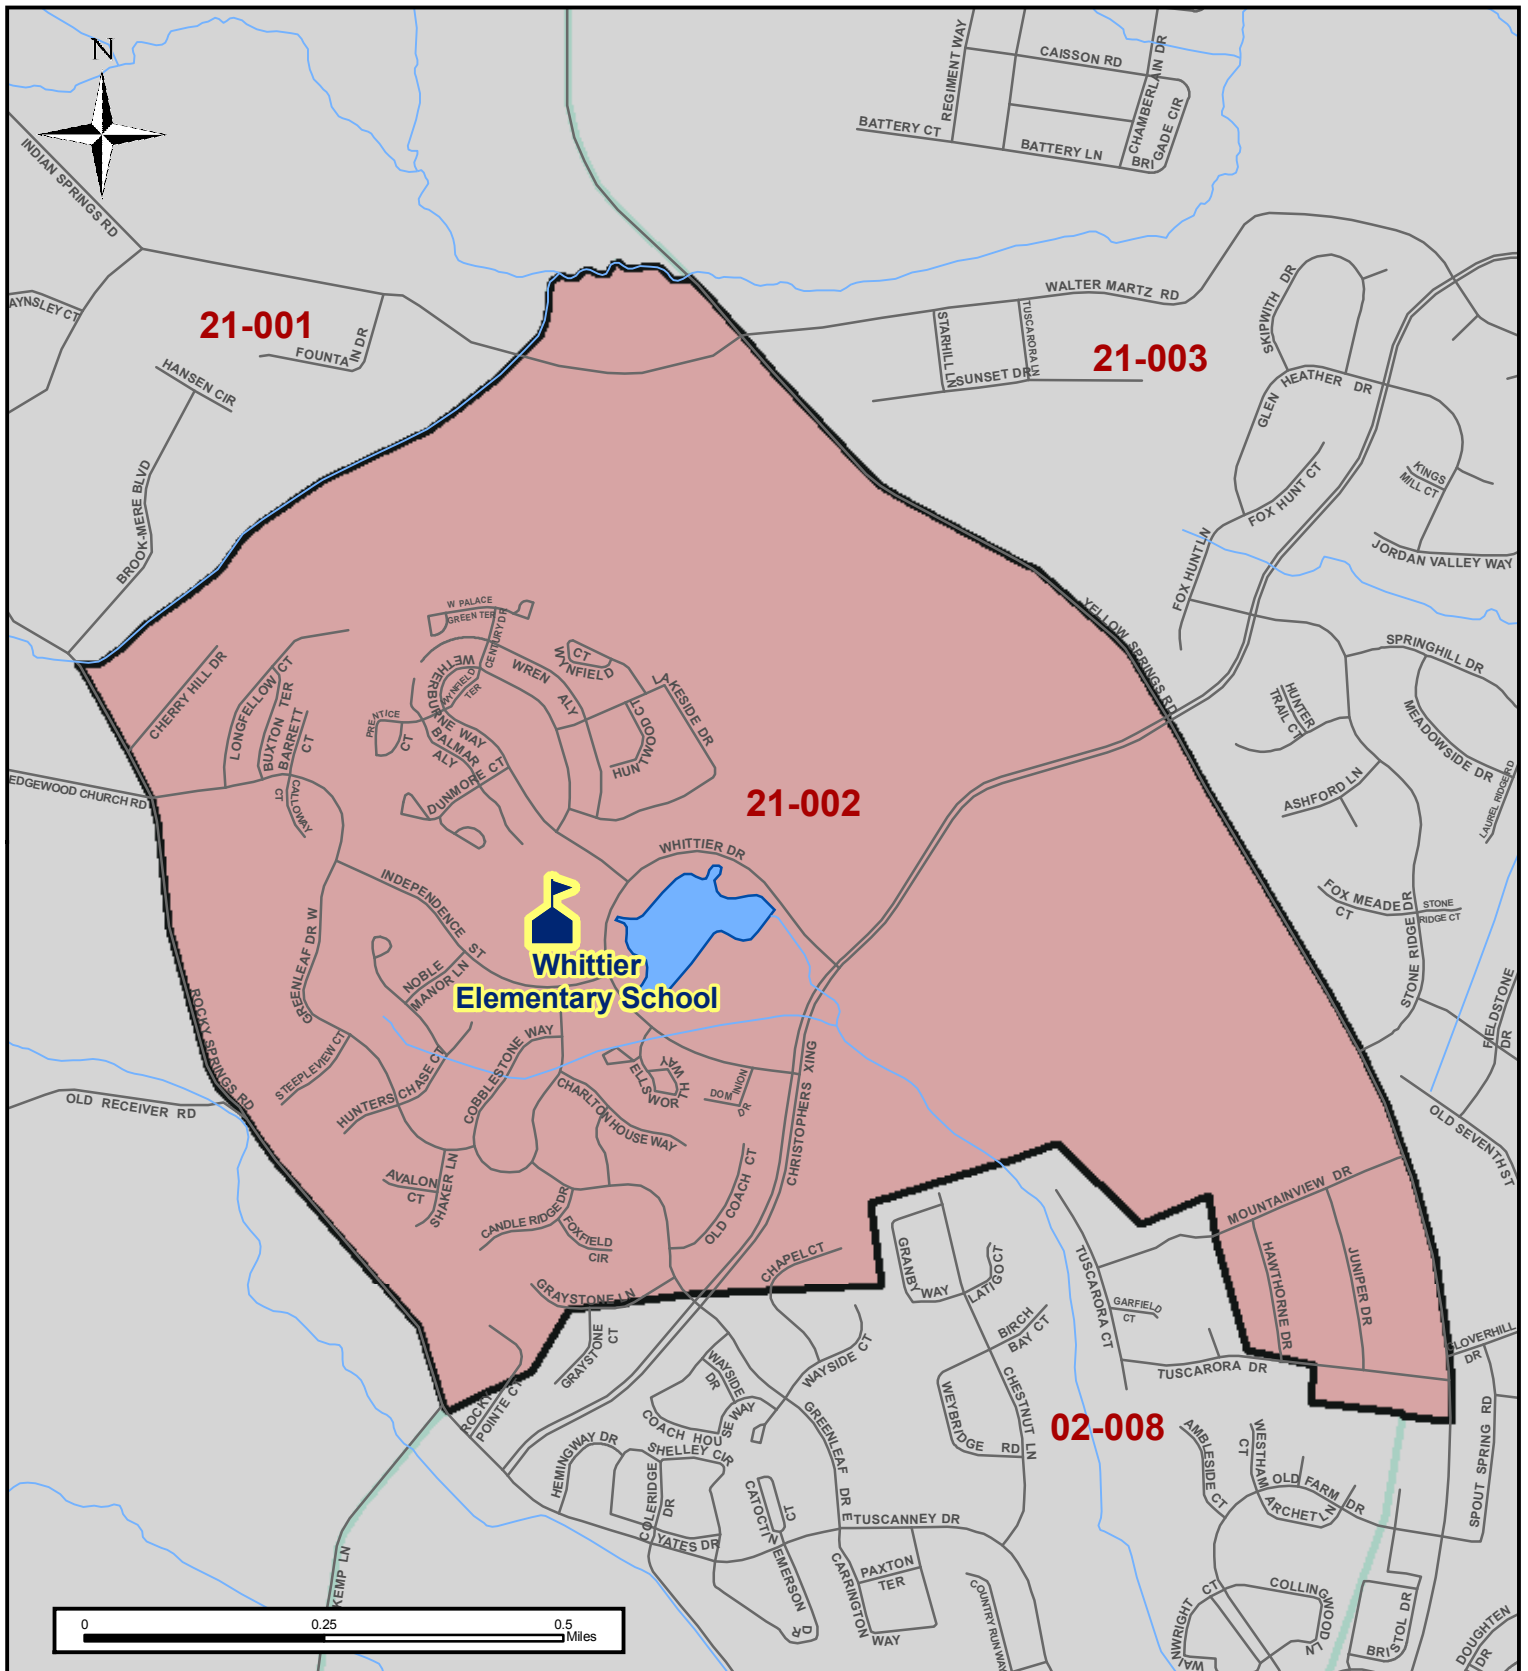 N
REGIMENT WAY
CAISSON RD
CHAMBERLAIN DR
BRIGADE CIR
BATTERY CT
BATTERY LN
INDIAN SPRINGS RD
AYNSLEY CT
21-001
FOUNTAIN DR
HANSEN CIR
BROOK-MERE BLVD
WALTER MARTZ RD
STARHILL LN
TUSCARORA LN
SUNSET DR
21-003
SKIPWITH DR
GLEN HEATHER DR
FOX HUNT CT
KINGS
MILL CT
FOX HUNT LN
JORDAN VALLEY WAY
YELLOW SPRINGS RD
SPRINGHILL DR
HUNTER
TRAIL CT
MEADOWSIDE DR
LAUREL RIDGE RD
ASHFORD LN
W PALACE
GREEN TER
CENTURY DR
WETHERBURNE WAY
WYNFIELD
TER
WREN ALY
CT
WYNFIELD
LAKESIDE DR
HUNTWOOD CT
PRENTICE
CT
BALMAR
ALY
DUNMORE CT
CHERRY HILL DR
LONGFELLOW CT
BUXTON TER
BARRETT
CT
CALLOWAY
CT
EDGEWOOD CHURCH RD
21-002
WHITTIER DR
INDEPENDENCE ST
Whittier
Elementary School
GREENLEAF DR W
NOBLE
MANOR LN
ROCKY SPRINGS RD
STEEPLEVIEW CT
HUNTERS CHASE CT
COBBLESTONE WAY
ELLSWORTH
WAY
DOMINION
DR
CHARLTON HOUSE WAY
CHRISTOPHERS XING
OLD RECEIVER RD
AVALON
CT
SHAKER LN
CANDLE RIDGE DR
FOXFIELD
CIR
OLD COACH CT
FOX MEADE
CT
STONE
RIDGE CT
STONE RIDGE DR
FIELDSTONE
DR
OLD SEVENTH ST
MOUNTAINVIEW DR
HAWTHORNE DR
JUNIPER DR
GRAYSTONE LN
GRAYSTONE
CT
CHAPEL CT
GRANBY
WAY
LATIGO CT
TUSCARORA CT
GARFIELD
CT
BIRCH
BAY CT
TUSCARORA DR
CLOVERHILL
DR
ROCKY
POINTE CT
WAYSIDE
DR
WAYSIDE CT
COACH HOUSE WAY
WEYBRIDGE RD
CHESTNUT LN
02-008
AMBLESIDE CT
WESTHAM
CT
OLD FARM DR
ARCHET LN
SPOUT SPRING RD
HEMINGWAY DR
SHELLEY CIR
COLERIDGE
DR
YATES DR
CATOCTIN
CT
GREENLEAF DR E
TUSCANNEY DR
EMERSON
DR
CARRINGTON
WAY
PAXTON
TER
COUNTRY RUN WAY
KEMP LN
WAINWRIGHT CT
WAY
COLLINGWOOD LN
BRISTOL DR
DOUGHTEN
DR
0
0.25
0.5
Miles